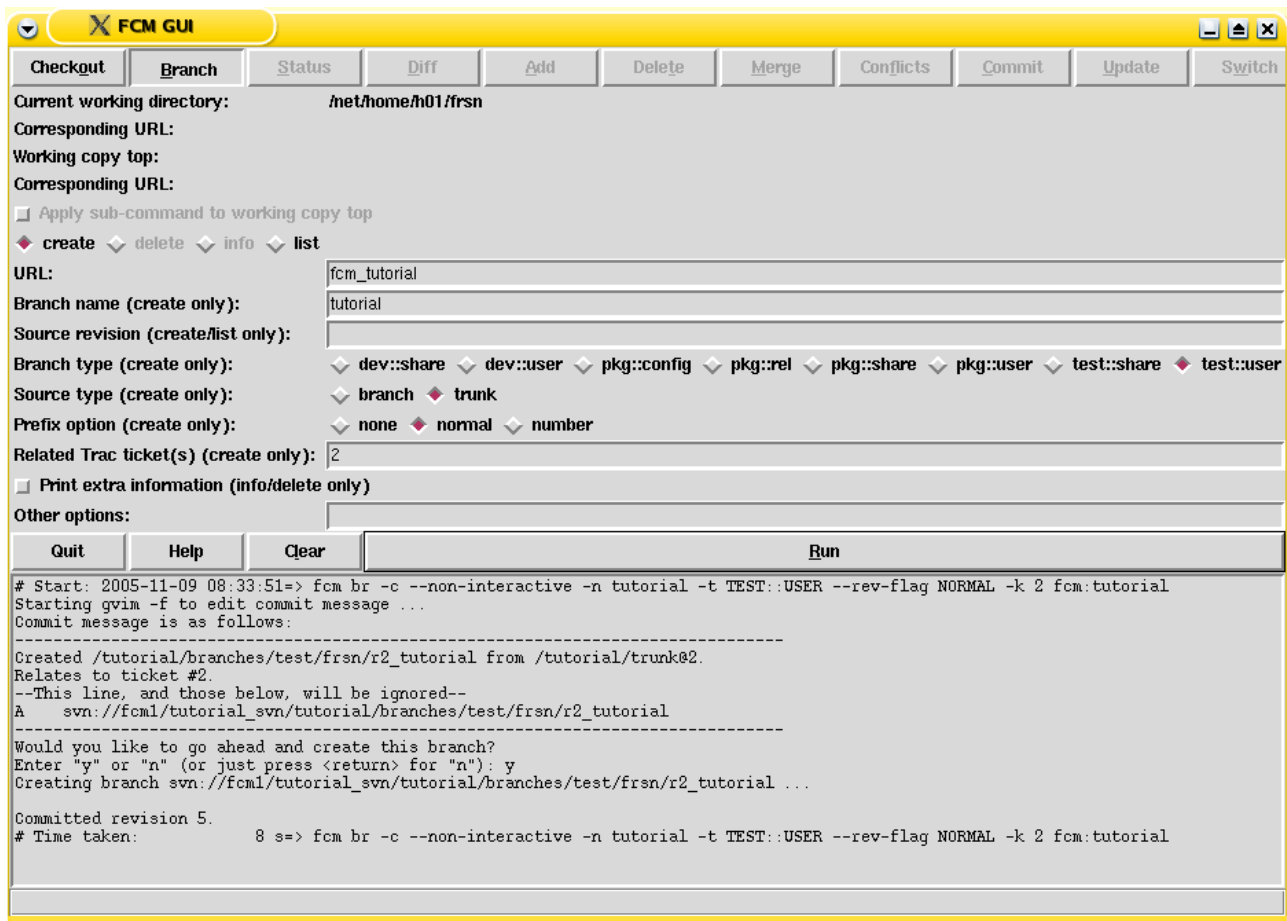 FCM GUI
Checkout Branch Status Diff Add Delete Merge Conflicts Commit Update Switch
Current working directory: /net/home/h01/frsn
Corresponding URL:
Working copy top:
Corresponding URL:
Apply sub-command to working copy top
create delete info list
URL: fcm_tutorial
Branch name (create only): tutorial
Source revision (create/list only):
Branch type (create only): dev::share dev::user pkg::config pkg::rel pkg::share pkg::user test::share test::user
Source type (create only): branch trunk
Prefix option (create only): none normal number
Related Trac ticket(s) (create only): 2
Print extra information (info/delete only)
Other options:
Quit Help Clear Run
# Start: 2005-11-09 08:33:51=> fcm br -c --non-interactive -n tutorial -t TEST::USER --rev-flag NORMAL -k 2 fcm:tutorial
Starting gvim -f to edit commit message ...
Commit message is as follows:
--------------------------------------------------------------------------------
Created /tutorial/branches/test/frsn/r2_tutorial from /tutorial/trunk@2.
Relates to ticket #2.
--This line, and those below, will be ignored--
A    svn://fcm1/tutorial_svn/tutorial/branches/test/frsn/r2_tutorial
--------------------------------------------------------------------------------
Would you like to go ahead and create this branch?
Enter "y" or "n" (or just press <return> for "n"): y
Creating branch svn://fcm1/tutorial_svn/tutorial/branches/test/frsn/r2_tutorial ...
Committed revision 5.
# Time taken:            8 s=> fcm br -c --non-interactive -n tutorial -t TEST::USER --rev-flag NORMAL -k 2 fcm:tutorial